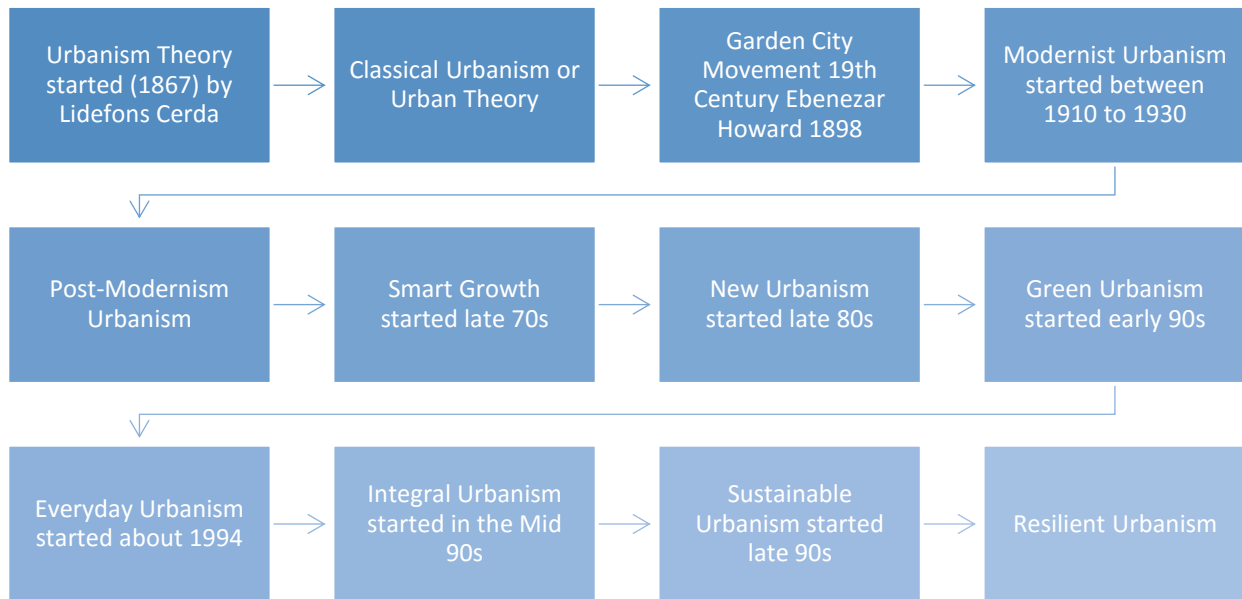 Urbanism Theory
started (1867) by
Lidefons Cerda
Classical Urbanism or
Urban Theory
Garden City
Movement 19th
Century Ebenezar
Howard 1898
Modernist Urbanism
started between
1910 to 1930
Post-Modernism
Urbanism
Smart Growth
started late 70s
New Urbanism
started late 80s
Green Urbanism
started early 90s
Everyday Urbanism
started about 1994
Integral Urbanism
started in the Mid
90s
Sustainable
Urbanism started
late 90s
Resilient Urbanism